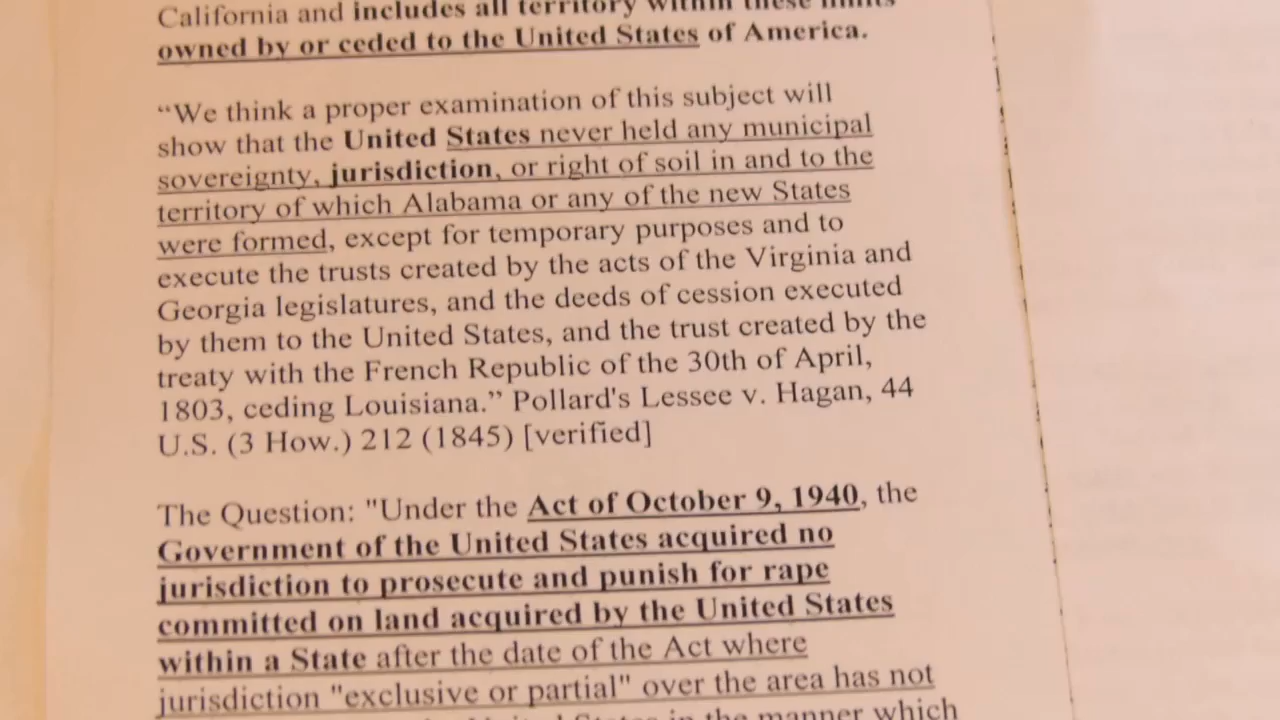 California and includes all territory within these limits
owned by or ceded to the United States of America.
“We think a proper examination of this subject will
show that the United States never held any municipal
sovereignty, jurisdiction, or right of soil in and to the
territory of which Alabama or any of the new States
were formed, except for temporary purposes and to
execute the trusts created by the acts of the Virginia and
Georgia legislatures, and the deeds of cession executed
by them to the United States, and the trust created by the
treaty with the French Republic of the 30th of April,
1803, ceding Louisiana.” Pollard's Lessee v. Hagan, 44
U.S. (3 How.) 212 (1845) [verified]
The Question: "Under the Act of October 9, 1940, the
Government of the United States acquired no
jurisdiction to prosecute and punish for rape
committed on land acquired by the United States
within a State after the date of the Act where
jurisdiction "exclusive or partial" over the area has not
United States in the manner which